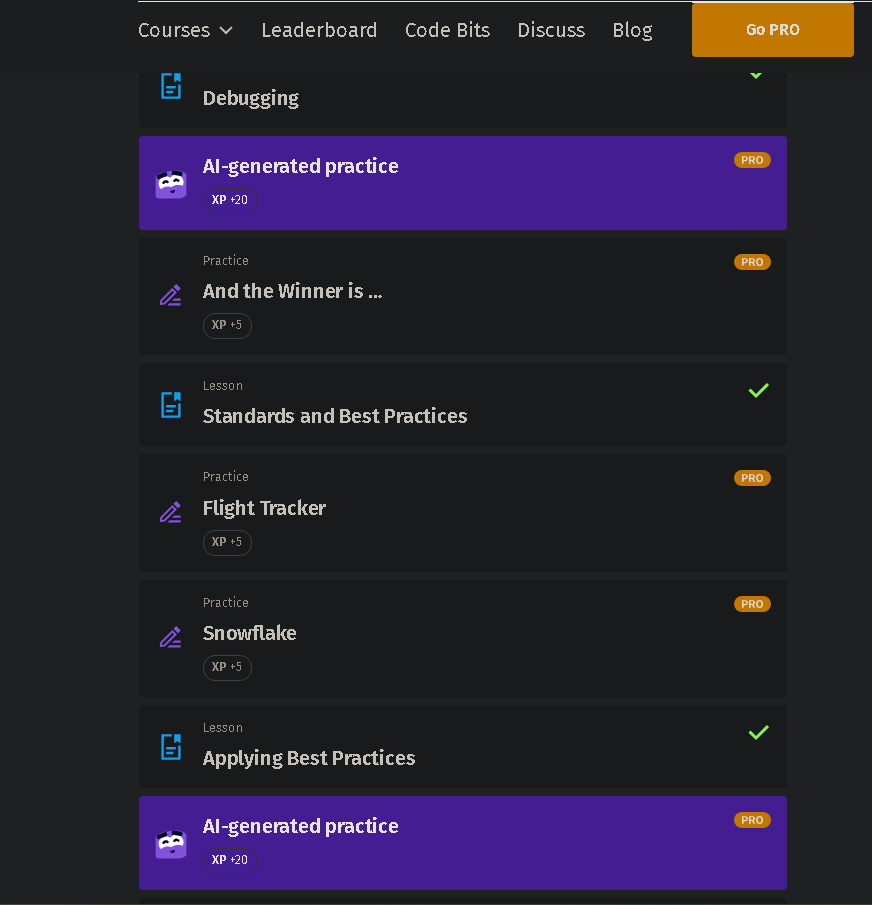 Courses Leaderboard Code Bits Discuss Blog Go PRO
Debugging
AI-generated practice PRO
XP +20
Practice PRO
And the Winner is ...
XP +5
Lesson
Standards and Best Practices
Practice PRO
Flight Tracker
XP +5
Practice PRO
Snowflake
XP +5
Lesson
Applying Best Practices
AI-generated practice PRO
XP +20